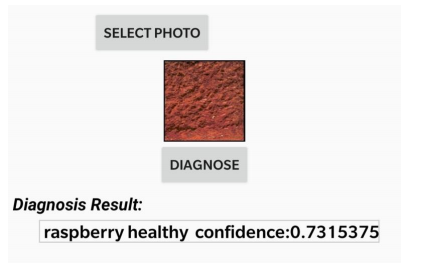 SELECT PHOTO
DIAGNOSE
Diagnosis Result:
raspberry healthy confidence:0.7315375